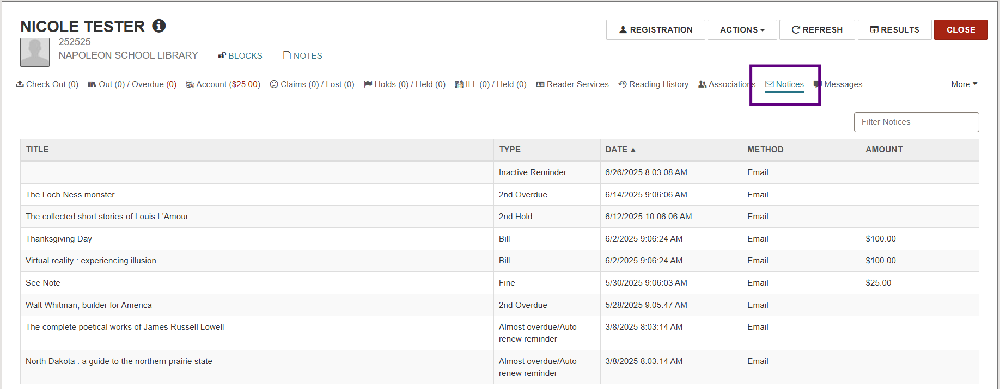 NICOLE TESTER
252525
NAPOLEON SCHOOL LIBRARY BLOCKS NOTES
REGISTRATION ACTIONS REFRESH RESULTS CLOSE
Check Out (0) Out (0) / Overdue (0) Account ($25.00) Claims (0) / Lost (0) Holds (0) / Held (0) ILL (0) / Held (0) Reader Services Reading History Associations Notices Messages More
Filter Notices
TITLE TYPE DATE ▲ METHOD AMOUNT
Inactive Reminder 6/26/2025 8:03:08 AM Email
The Loch Ness monster 2nd Overdue 6/14/2025 9:06:06 AM Email
The collected short stories of Louis L'Amour 2nd Hold 6/12/2025 10:06:06 AM Email
Thanksgiving Day Bill 6/2/2025 9:06:24 AM Email $100.00
Virtual reality : experiencing illusion Bill 6/2/2025 9:06:24 AM Email $100.00
See Note Fine 5/30/2025 9:06:03 AM Email $25.00
Walt Whitman, builder for America 2nd Overdue 5/28/2025 9:05:47 AM Email
The complete poetical works of James Russell Lowell Almost overdue/Auto- 3/8/2025 8:03:14 AM Email
renew reminder
North Dakota : a guide to the northern prairie state Almost overdue/Auto- 3/8/2025 8:03:14 AM Email
renew reminder